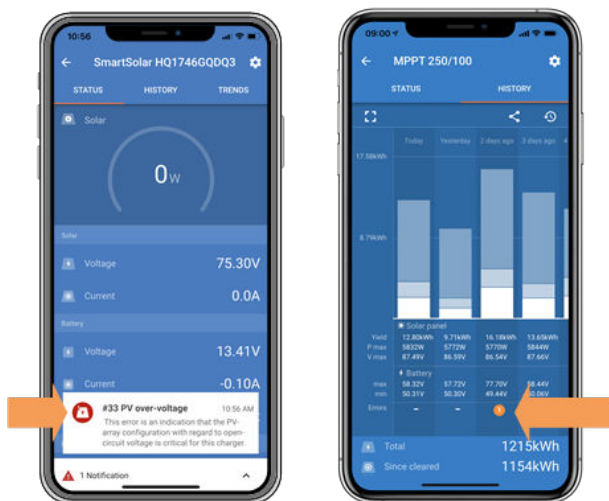 10:56
SmartSolar HQ1746GQDQ3
STATUS HISTORY TRENDS
Solar
0W
Solar
Voltage 75.30V
Current 0.0A
Battery
Voltage 13.41V
Current -0.10A
#33 PV over-voltage 10:56 AM
This error is an indication that the PV-
array configuration with regard to open-
circuit voltage is critical for this charger.
1 Notification
09:00
MPPT 250/100
STATUS HISTORY
Today Yesterday 2 days ago 3 days ago 4
17.58kWh
8.79kWh
Solar panel
Yield 12.80kWh 9.71kWh 16.18kWh 13.65kWh
P max 5832W 5772W 5770W 5844W
V max 87.49V 86.59V 86.54V 87.66V
Battery
max 58.32V 57.72V 77.70V 58.44V
min 50.31V 50.30V 49.44V
Errors – – 1
Total 1215kWh
Since cleared 1154kWh